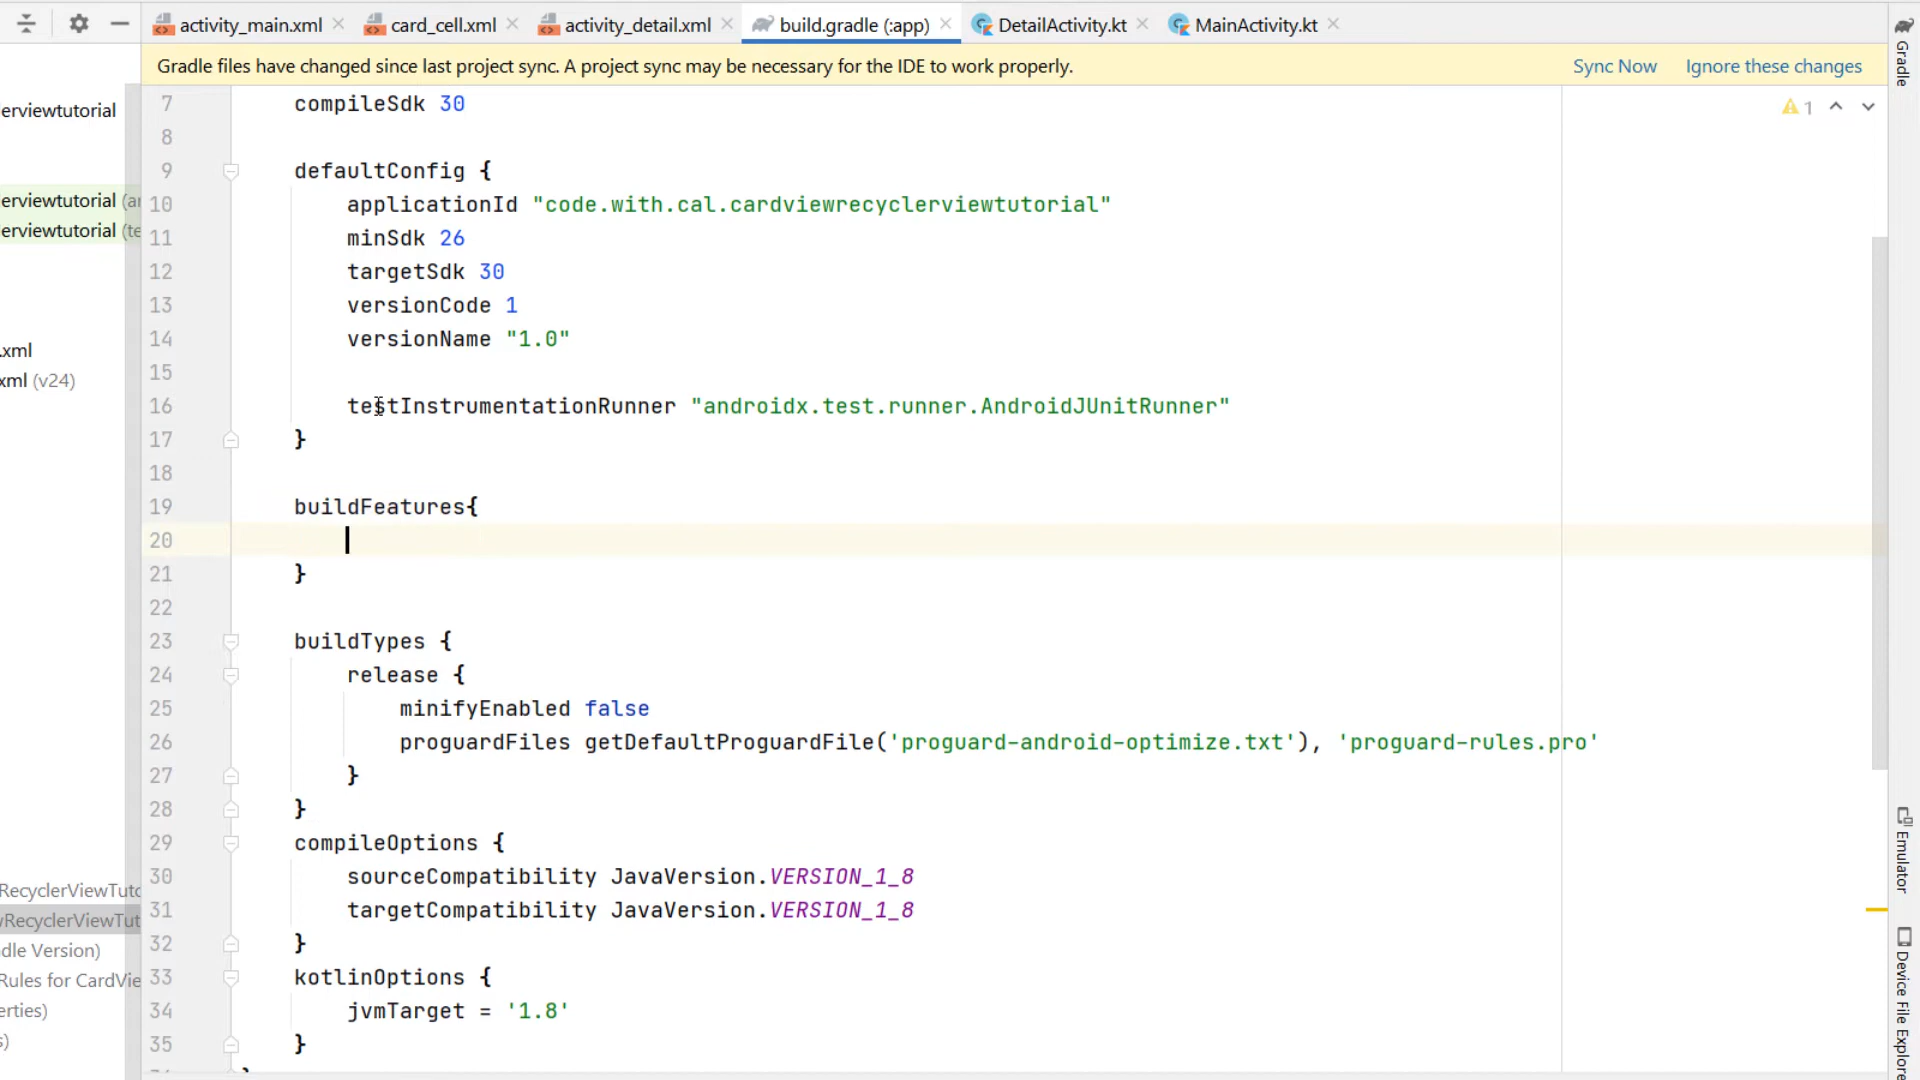 activity_main.xml card_cell.xml activity_detail.xml build.gradle (:app) DetailActivity.kt MainActivity.kt
Gradle files have changed since last project sync. A project sync may be necessary for the IDE to work properly. Sync Now Ignore these changes
Gradle
1
erviewtutorial
erviewtutorial
erviewtutorial
.xml
xml (v24)
RecyclerViewTuto
RecyclerViewTut
dle Version)
Rules for CardVie
erties)
s)
7 compileSdk 30
8
9 defaultConfig {
10 applicationId "code.with.cal.cardviewrecyclerviewtutorial"
11 minSdk 26
12 targetSdk 30
13 versionCode 1
14 versionName "1.0"
15
16 testInstrumentationRunner "androidx.test.runner.AndroidJUnitRunner"
17 }
18
19 buildFeatures{
20
21 }
22
23 buildTypes {
24 release {
25 minifyEnabled false
26 proguardFiles getDefaultProguardFile('proguard-android-optimize.txt'), 'proguard-rules.pro'
27 }
28 }
29 compileOptions {
30 sourceCompatibility JavaVersion.VERSION_1_8
31 targetCompatibility JavaVersion.VERSION_1_8
32 }
33 kotlinOptions {
34 jvmTarget = '1.8'
35 }
Emulator
Device File Explore